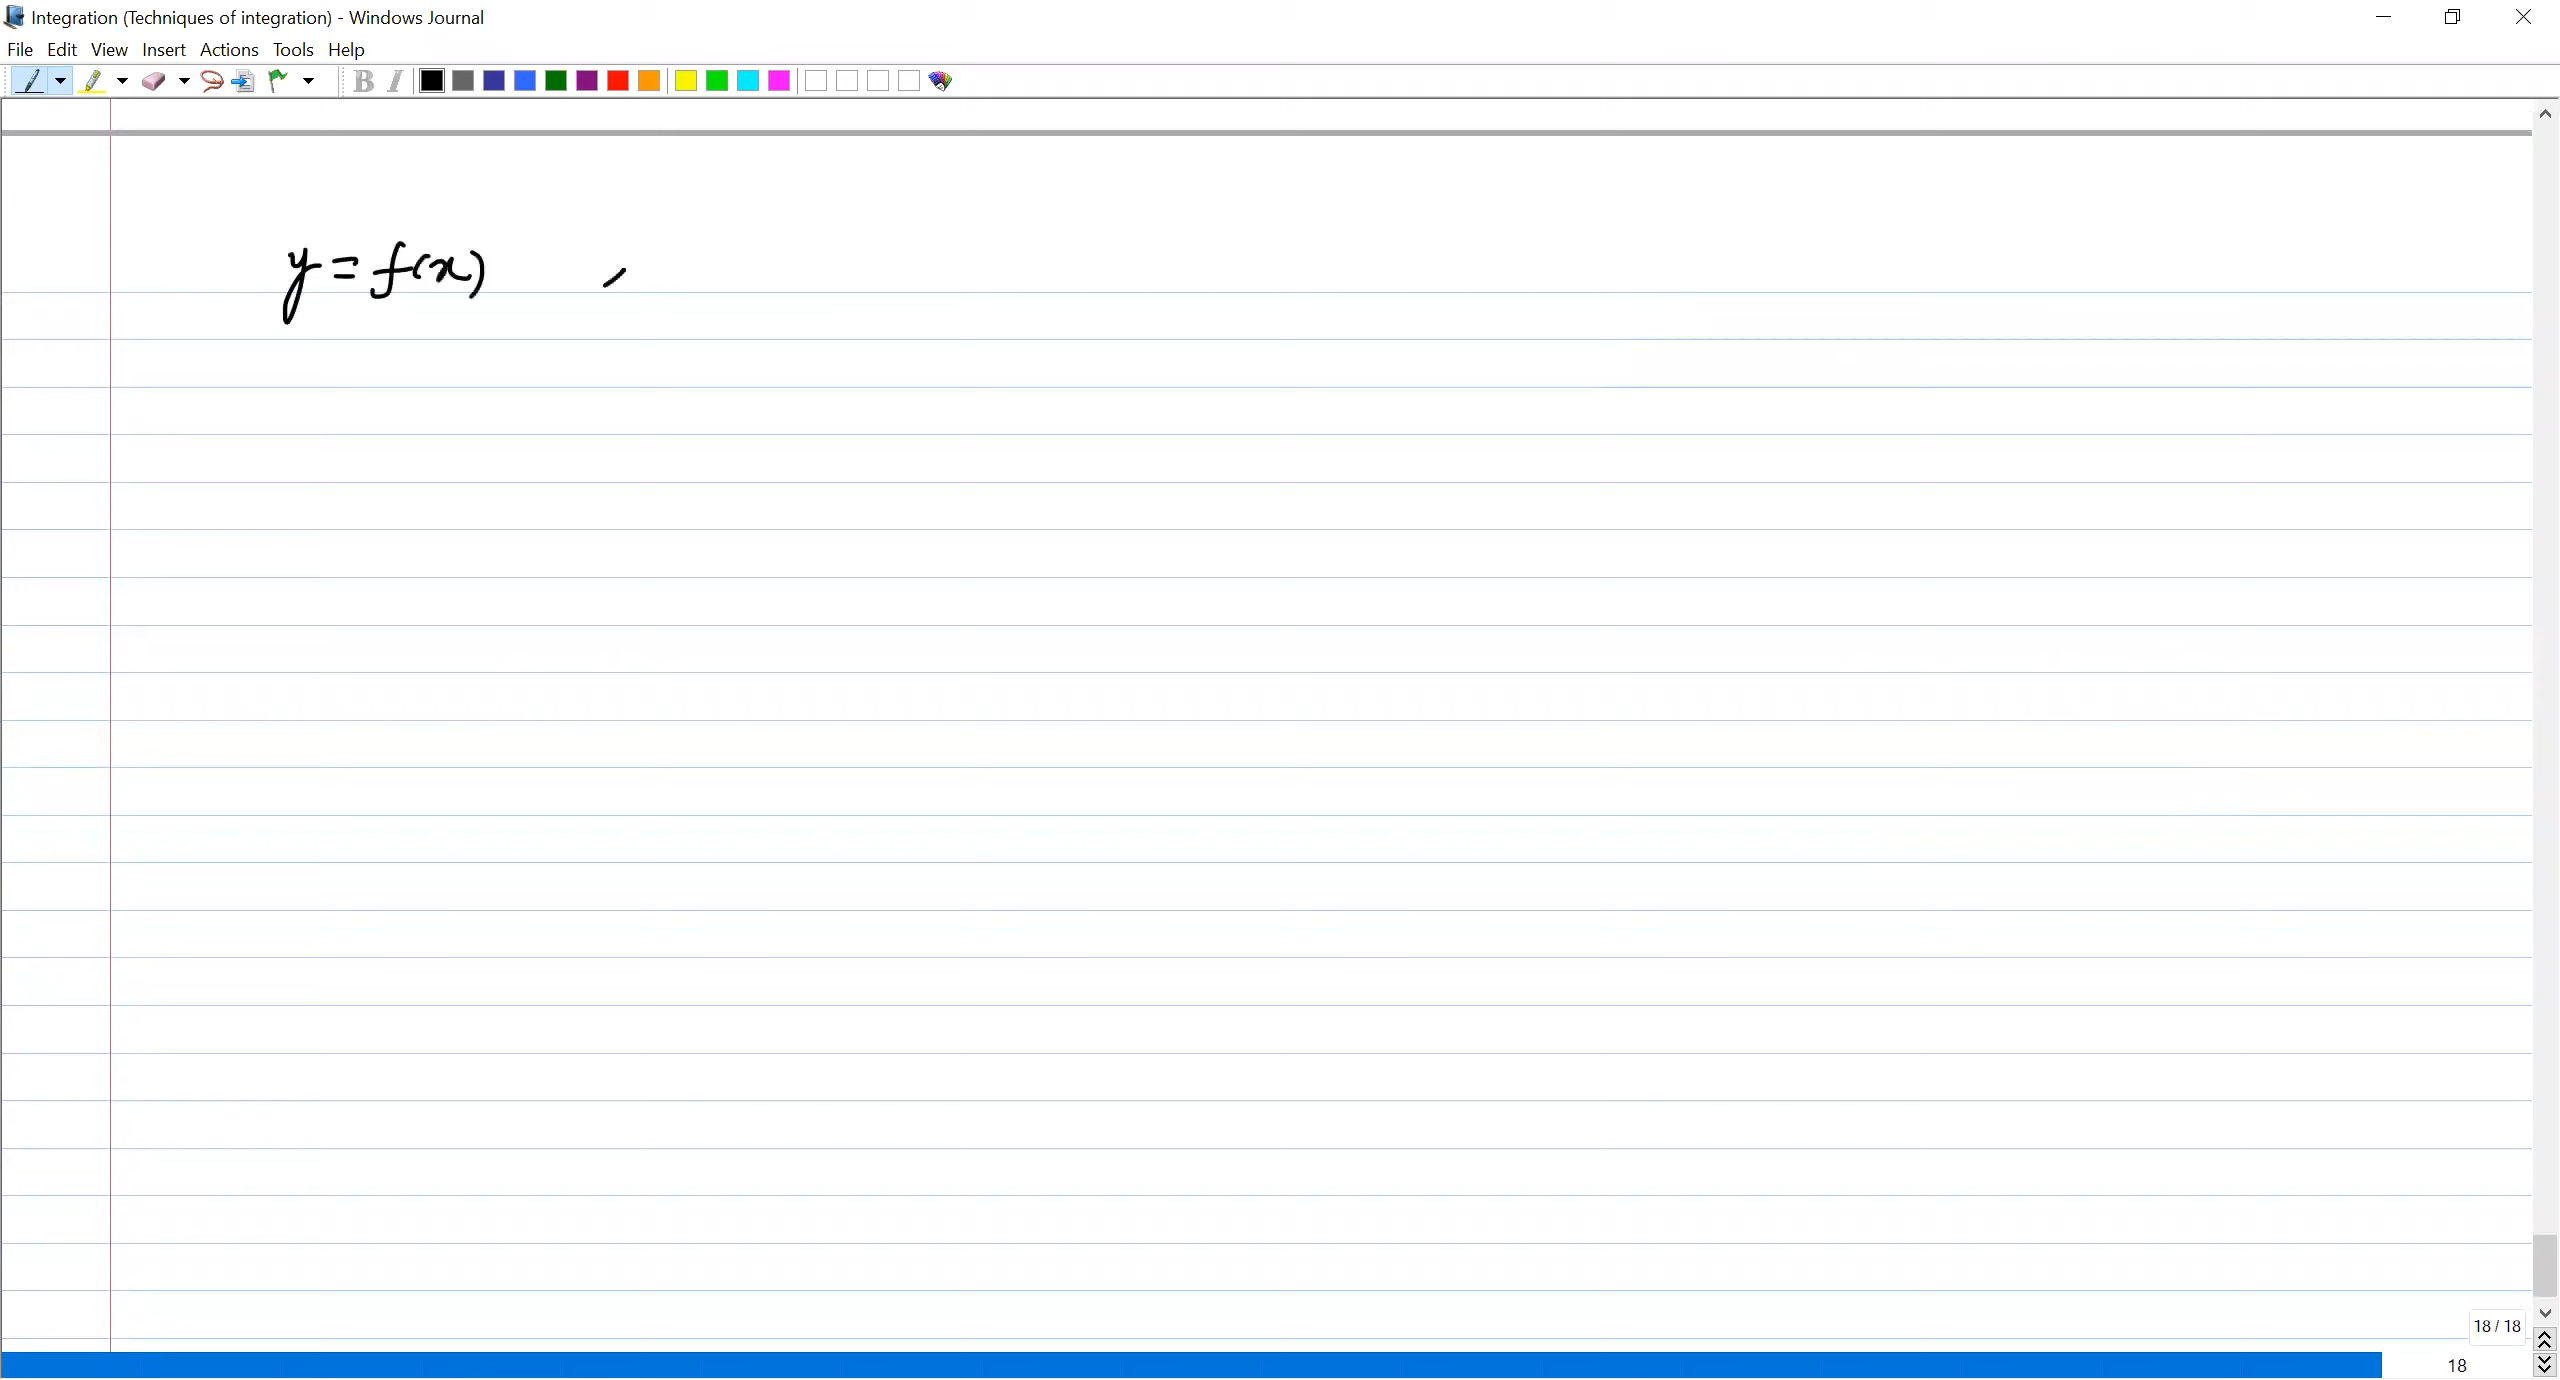 Integration (Techniques of integration) - Windows Journal
File Edit View Insert Actions Tools Help
B I
y = f(x)
18 / 18
18